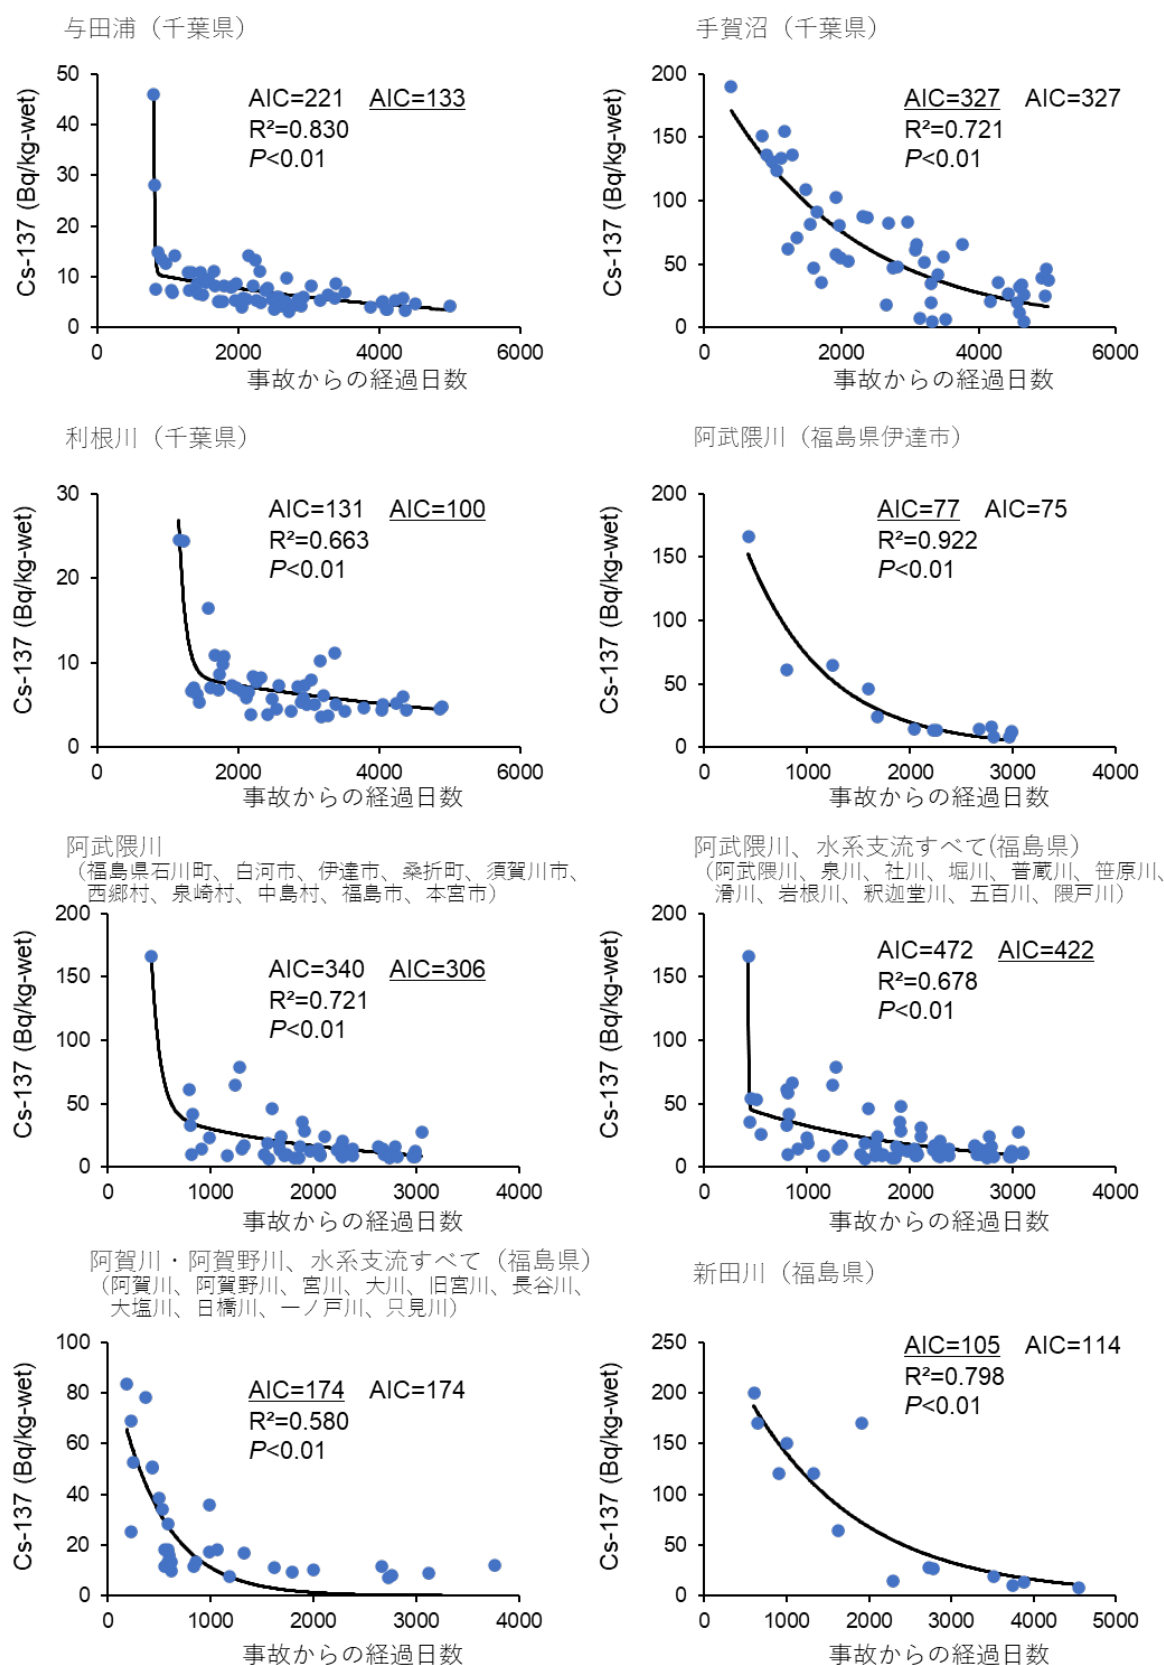 与田浦（千葉県）
50
40
30
20
10
0
Cs-137 (Bq/kg-wet)
AIC=221 AIC=133
R²=0.830
P<0.01
0 2000 4000 6000
事故からの経過日数
手賀沼（千葉県）
200
150
100
50
0
Cs-137 (Bq/kg-wet)
AIC=327 AIC=327
R²=0.721
P<0.01
0 2000 4000 6000
事故からの経過日数
利根川（千葉県）
30
20
10
0
Cs-137 (Bq/kg-wet)
AIC=131 AIC=100
R²=0.663
P<0.01
0 2000 4000 6000
事故からの経過日数
阿武隈川（福島県伊達市）
200
150
100
50
0
Cs-137 (Bq/kg-wet)
AIC=77 AIC=75
R²=0.922
P<0.01
0 1000 2000 3000 4000
事故からの経過日数
阿武隈川
（福島県石川町、白河市、伊達市、桑折町、須賀川市、
西郷村、泉崎村、中島村、福島市、本宮市）
200
150
100
50
0
Cs-137 (Bq/kg-wet)
AIC=340 AIC=306
R²=0.721
P<0.01
0 1000 2000 3000 4000
事故からの経過日数
阿武隈川、水系支流すべて(福島県）
（阿武隈川、泉川、社川、堀川、普蔵川、笹原川、
滑川、岩根川、釈迦堂川、五百川、隈戸川）
200
150
100
50
0
Cs-137 (Bq/kg-wet)
AIC=472 AIC=422
R²=0.678
P<0.01
0 1000 2000 3000 4000
事故からの経過日数
阿賀川・阿賀野川、水系支流すべて（福島県）
（阿賀川、阿賀野川、宮川、大川、旧宮川、長谷川、
大塩川、日橋川、一ノ戸川、只見川）
100
80
60
40
20
0
Cs-137 (Bq/kg-wet)
AIC=174 AIC=174
R²=0.580
P<0.01
0 1000 2000 3000 4000
事故からの経過日数
新田川（福島県）
250
200
150
100
50
0
Cs-137 (Bq/kg-wet)
AIC=105 AIC=114
R²=0.798
P<0.01
0 1000 2000 3000 4000 5000
事故からの経過日数